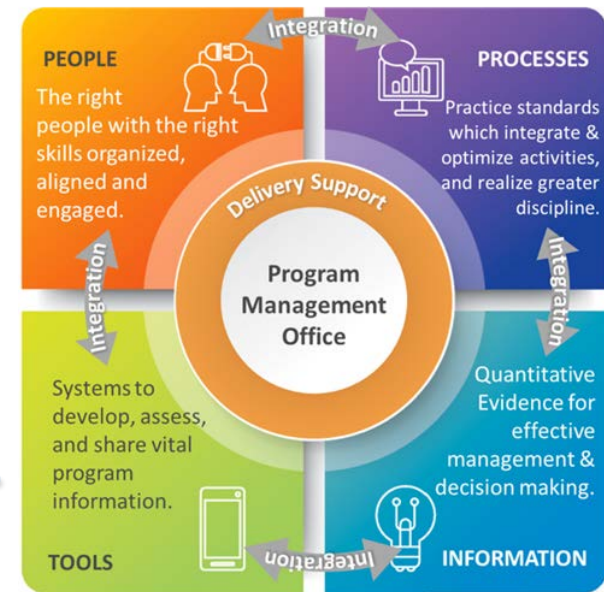 Integration
PEOPLE
The right
people with the right
skills organized,
aligned and
engaged.
PROCESSES
Practice standards
which integrate &
optimize activities,
and realize greater
discipline.
Delivery Support
Program
Management
Office
Integration
Integration
Systems to
develop, assess,
and share vital
program
information.
TOOLS
Quantitative
Evidence for
effective
management &
decision making.
INFORMATION
Integration